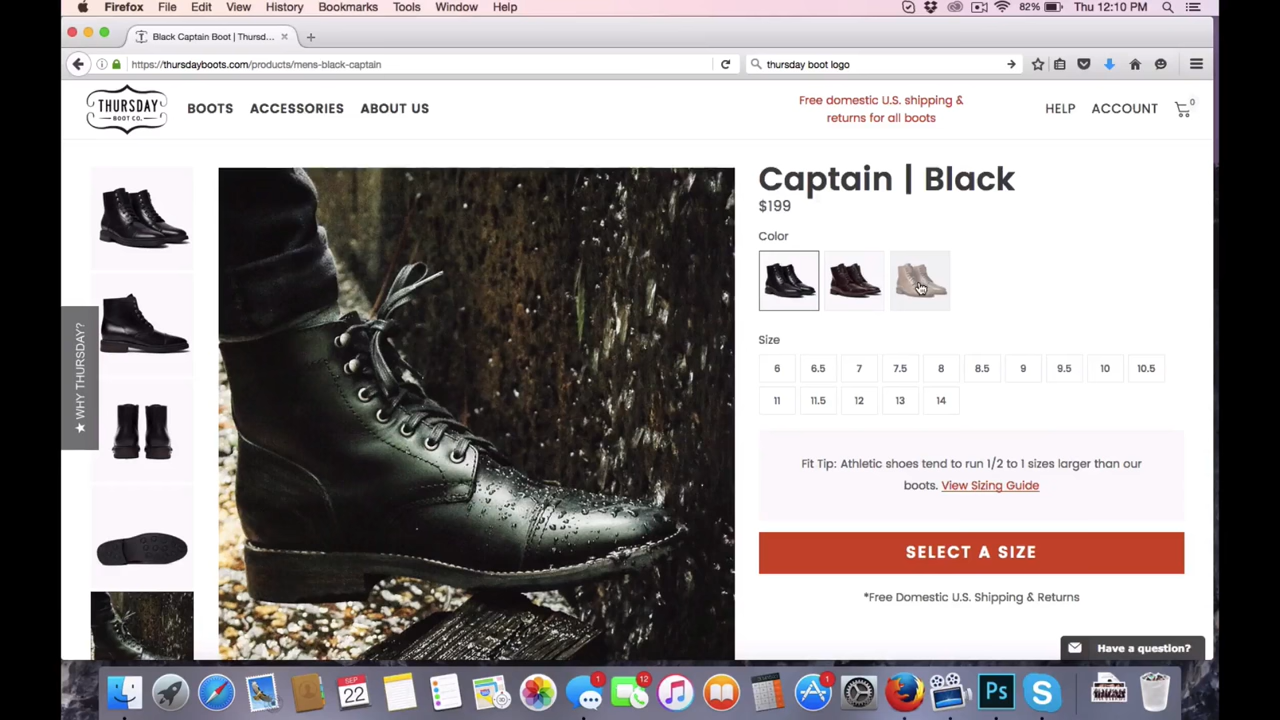 Firefox File Edit View History Bookmarks Tools Window Help 82% Thu 12:10 PM
T Black Captain Boot | Thursd...
https://thursdayboots.com/products/mens-black-captain
thursday boot logo
THURSDAY
BOOT CO.
BOOTS ACCESSORIES ABOUT US
Free domestic U.S. shipping &
returns for all boots
HELP ACCOUNT 0
★ WHY THURSDAY?
Captain | Black
$199
Color
Size
6 6.5 7 7.5 8 8.5 9 9.5 10 10.5
11 11.5 12 13 14
Fit Tip: Athletic shoes tend to run 1/2 to 1 sizes larger than our
boots. View Sizing Guide
SELECT A SIZE
*Free Domestic U.S. Shipping & Returns
Have a question?
SEP
22
1
12
1
Ps
S